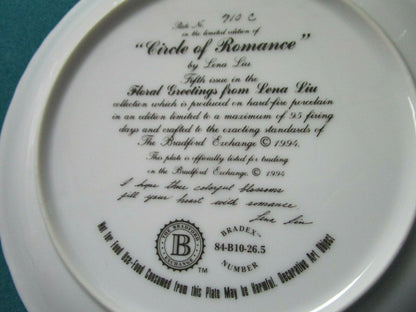 Plate No. 910 C
in the limited edition of
"Circle of Romance"
by Lena Liu
Fifth issue in the
Floral Greetings from Lena Liu
collection which is produced on hard-fire porcelain
in an edition limited to a maximum of 95 firing
days and crafted to the exacting standards of
The Bradford Exchange © 1994.
This plate is officially listed for trading
on the Bradford Exchange. © 1994
I hope these colorful blossoms
fill your heart with romance
Lena Liu
THE BRADFORD
B
EXCHANGE
TM
BRADEX-
84-B10-26.5
NUMBER
Not for Food Use-Food Consumed from this Plate May be Harmful. Decorative Art Object.